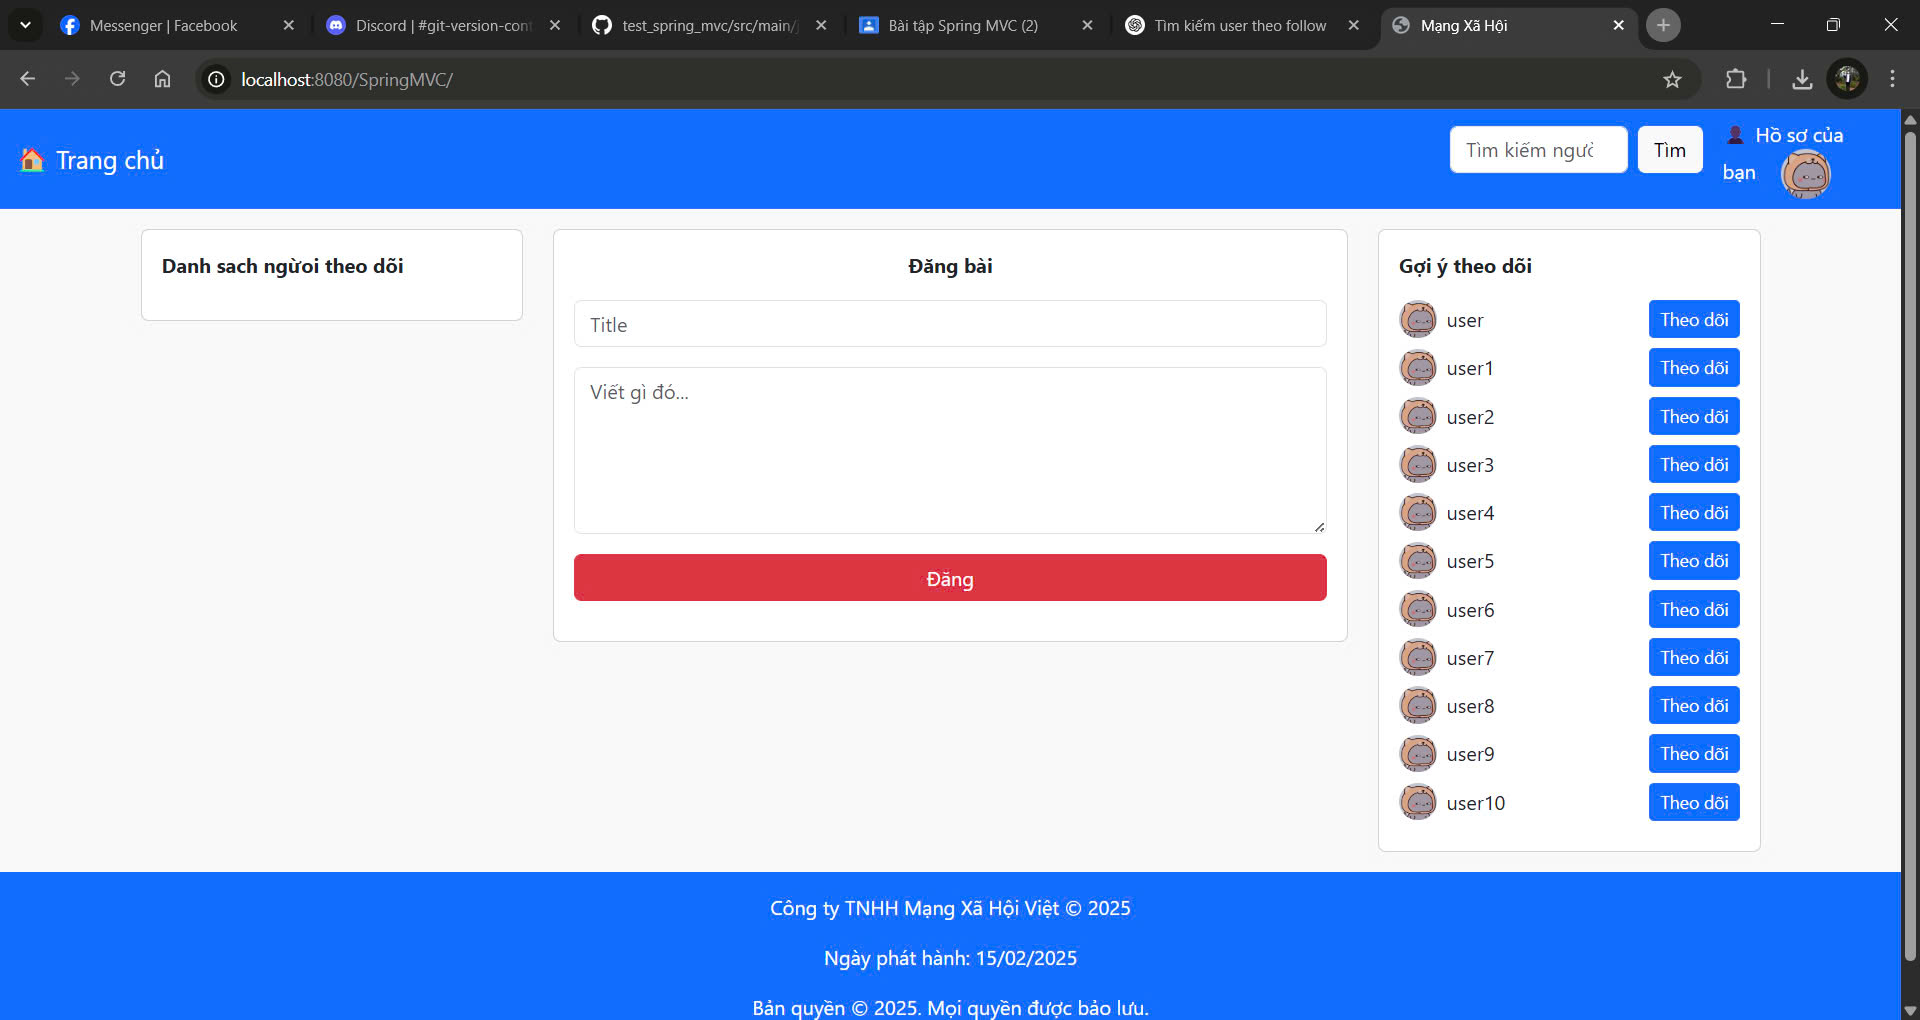 Messenger | Facebook
Discord | #git-version-cont
test_spring_mvc/src/main/j
Bài tập Spring MVC (2)
Tìm kiếm user theo follow
Mạng Xã Hội
localhost:8080/SpringMVC/
Trang chủ
Tìm kiếm ngườ
Tìm
Hồ sơ của
bạn
Danh sach ngừoi theo dõi
Đăng bài
Title
Viết gì đó...
Đăng
Gợi ý theo dõi
user Theo dõi
user1 Theo dõi
user2 Theo dõi
user3 Theo dõi
user4 Theo dõi
user5 Theo dõi
user6 Theo dõi
user7 Theo dõi
user8 Theo dõi
user9 Theo dõi
user10 Theo dõi
Công ty TNHH Mạng Xã Hội Việt © 2025
Ngày phát hành: 15/02/2025
Bản quyền © 2025. Mọi quyền được bảo lưu.